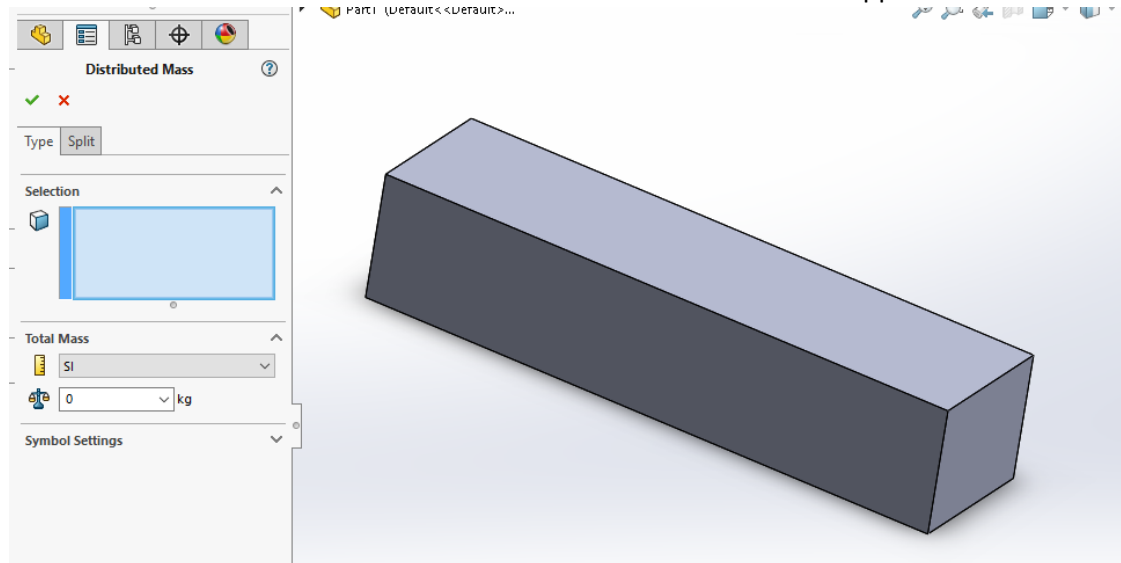 Part1 (Default<<Default>...
Distributed Mass
Type Split
Selection
Total Mass
SI
0 kg
Symbol Settings